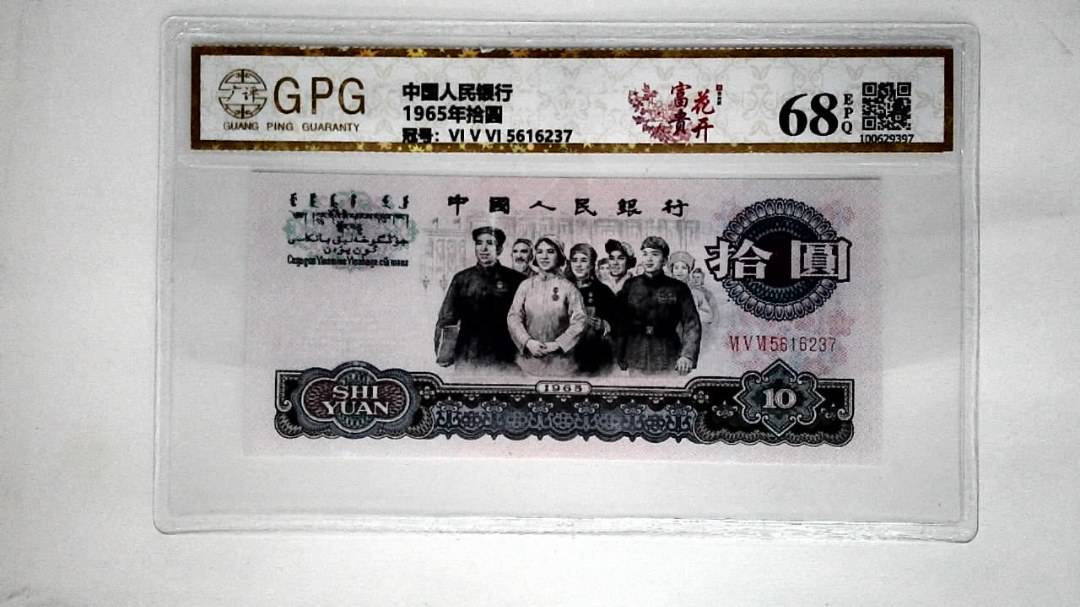 GPG
GUANG PING GUARANTY
中国人民银行
1965年拾圆
冠号: VI V VI 5616237
富贵
花开
68
EPQ
100629397
中國人民銀行
拾圓
VI V VI 5616237
1965
SHI
YUAN
10